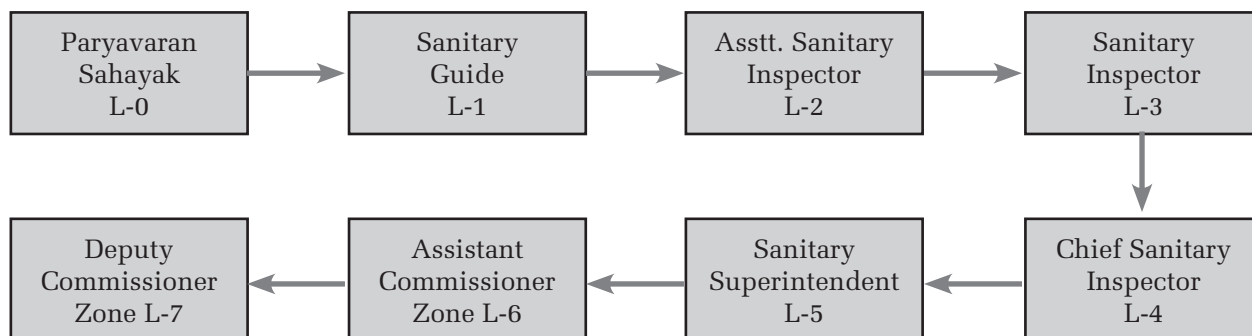 Paryavaran
Sahayak
L-0
Sanitary
Guide
L-1
Asstt. Sanitary
Inspector
L-2
Sanitary
Inspector
L-3
Chief Sanitary
Inspector
L-4
Sanitary
Superintendent
L-5
Assistant
Commissioner
Zone L-6
Deputy
Commissioner
Zone L-7